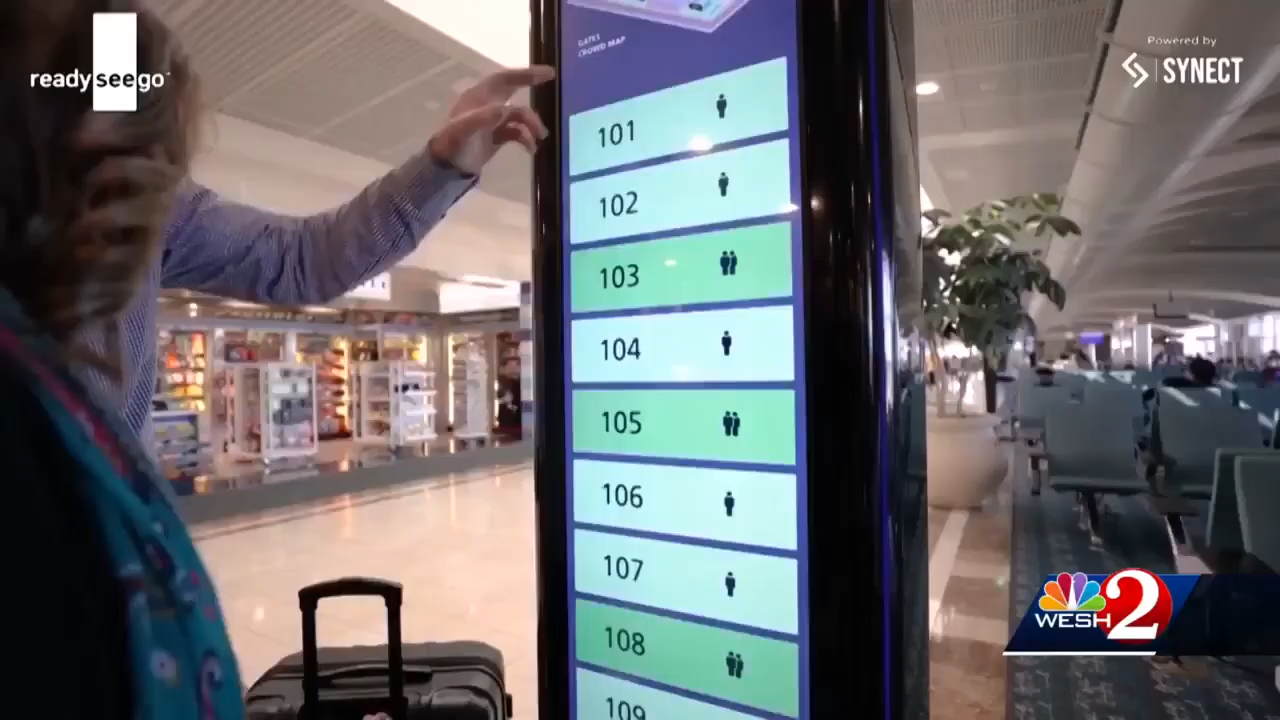 readyseego
Powered by
SYNECT
GATES
CROWD MAP
101
102
103
104
105
106
107
108
109
WESH 2